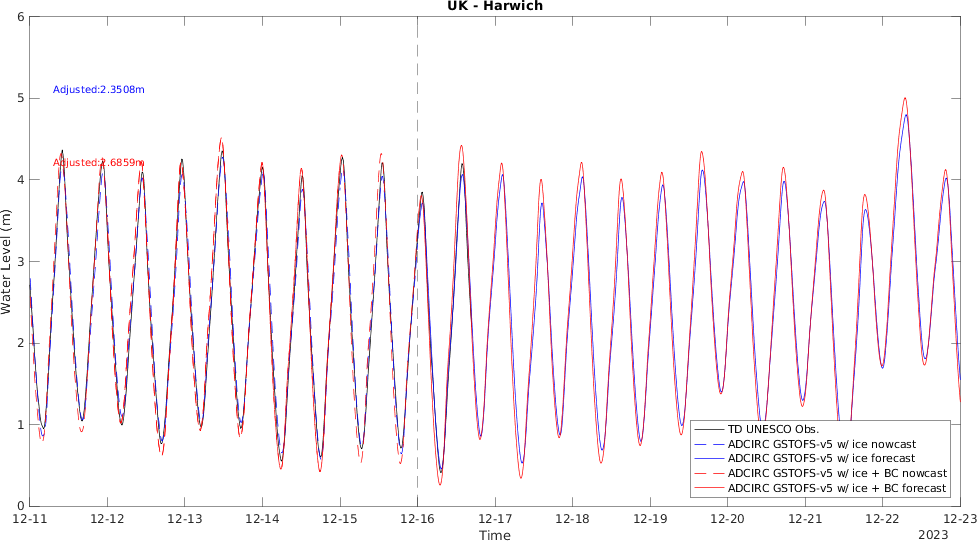 UK - Harwich
6
5
4
3
2
1
0
Water Level (m)
Adjusted:2.3508m
Adjusted:2.6859m
TD UNESCO Obs.
ADCIRC GSTOFS-v5 w/ ice nowcast
ADCIRC GSTOFS-v5 w/ ice forecast
ADCIRC GSTOFS-v5 w/ ice + BC nowcast
ADCIRC GSTOFS-v5 w/ ice + BC forecast
12-11 12-12 12-13 12-14 12-15 12-16 12-17 12-18 12-19 12-20 12-21 12-22 12-23
Time
2023